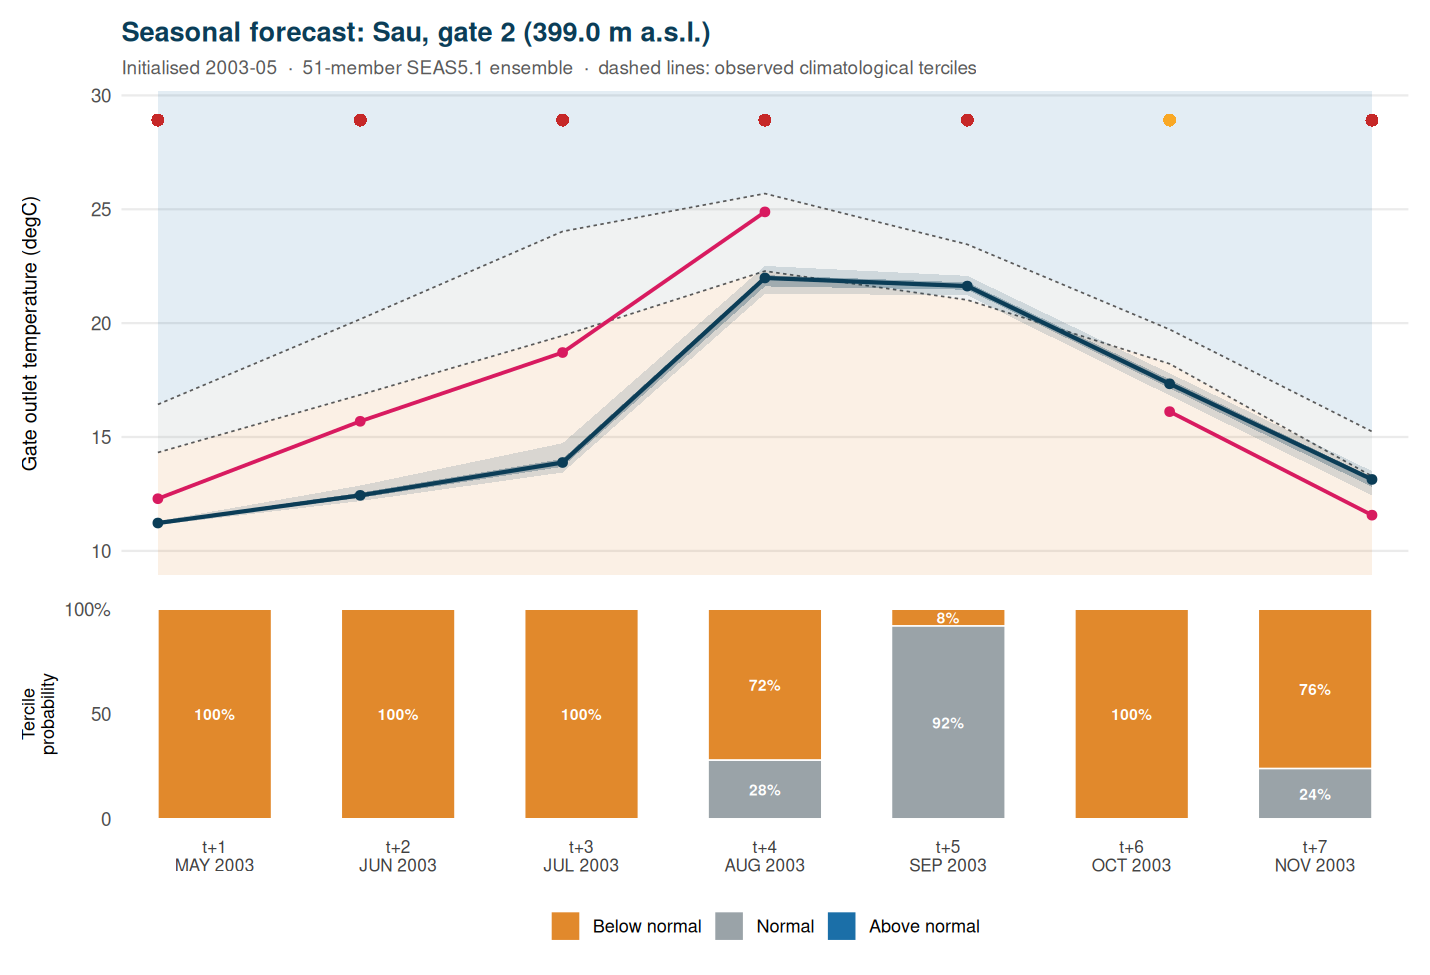 Seasonal forecast: Sau, gate 2 (399.0 m a.s.l.)
Initialised 2003-05 · 51-member SEAS5.1 ensemble · dashed lines: observed climatological terciles
Gate outlet temperature (degC)
30
25
20
15
10
Tercile
probability
100%
50
0
100%
100%
100%
72%
28%
8%
92%
100%
76%
24%
t+1
MAY 2003
t+2
JUN 2003
t+3
JUL 2003
t+4
AUG 2003
t+5
SEP 2003
t+6
OCT 2003
t+7
NOV 2003
Below normal
Normal
Above normal